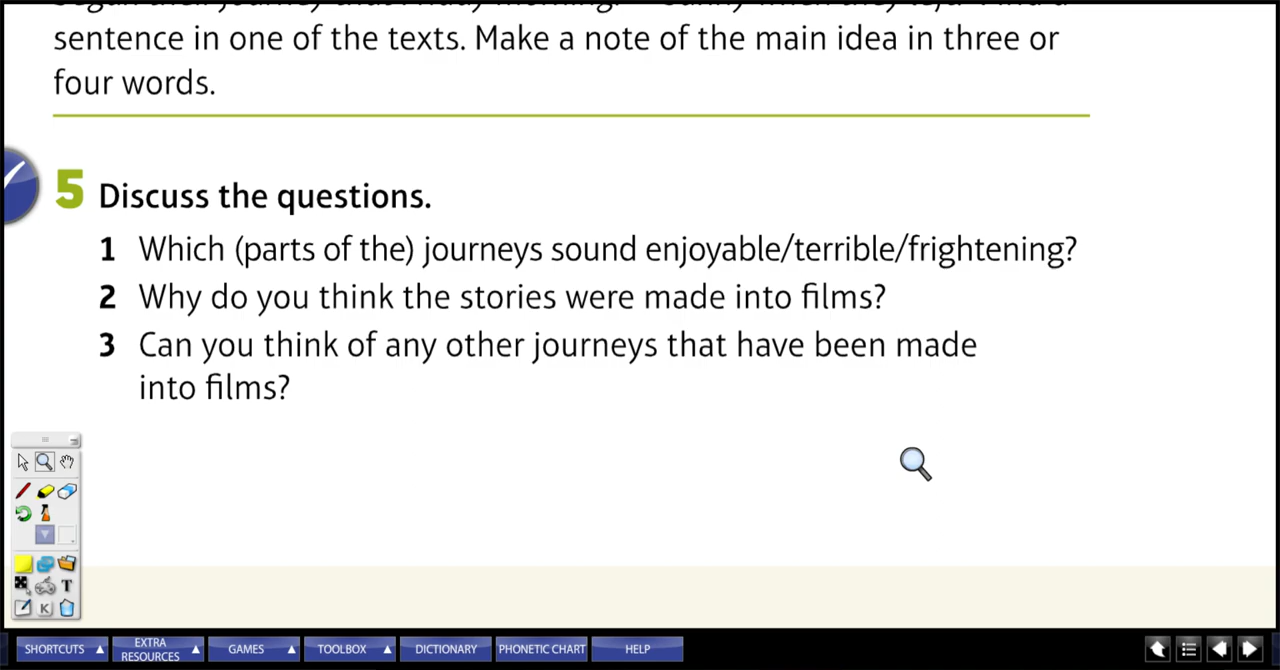 sentence in one of the texts. Make a note of the main idea in three or
four words.
5 Discuss the questions.
1 Which (parts of the) journeys sound enjoyable/terrible/frightening?
2 Why do you think the stories were made into films?
3 Can you think of any other journeys that have been made
into films?
T
K
SHORTCUTS EXTRA RESOURCES GAMES TOOLBOX DICTIONARY PHONETIC CHART HELP